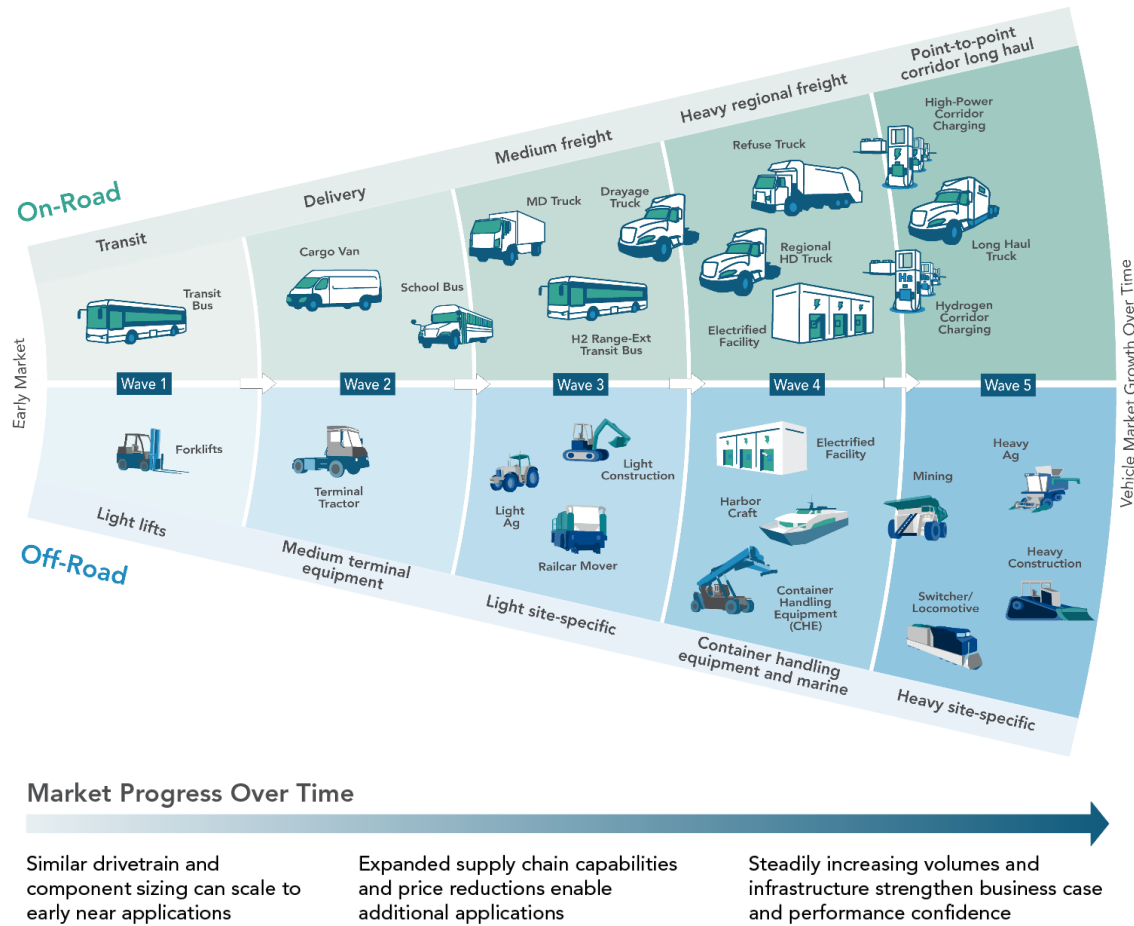 Point-to-point
corridor long haul
Heavy regional freight
Medium freight
Delivery
Transit
On-Road
High-Power
Corridor
Charging
Refuse Truck
Drayage
Truck
MD Truck
Cargo Van
Long Haul
Truck
Regional
HD Truck
School Bus
Transit
Bus
Hydrogen
Corridor
Charging
H2
Electrified
Facility
H2 Range-Ext
Transit Bus
Early Market
Vehicle Market Growth Over Time
Wave 1
Wave 2
Wave 3
Wave 4
Wave 5
Forklifts
Terminal
Tractor
Light
Construction
Light
Ag
Railcar Mover
Electrified
Facility
Harbor
Craft
Container
Handling
Equipment
(CHE)
Mining
Heavy
Ag
Heavy
Construction
Switcher/
Locomotive
Off-Road
Light lifts
Medium terminal
equipment
Light site-specific
Container handling
equipment and marine
Heavy site-specific
Market Progress Over Time
Similar drivetrain and
component sizing can scale to
early near applications
Expanded supply chain capabilities
and price reductions enable
additional applications
Steadily increasing volumes and
infrastructure strengthen business case
and performance confidence